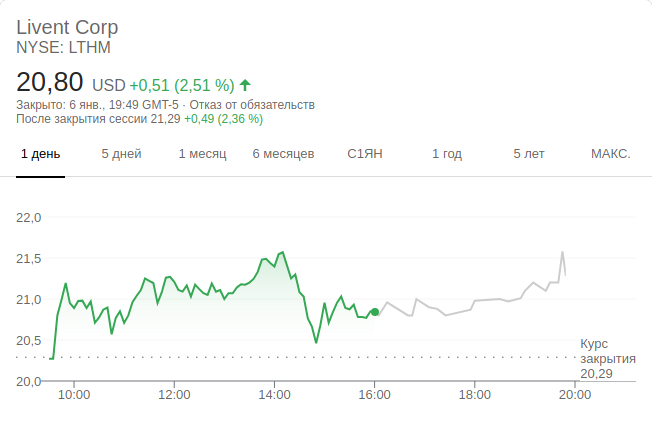 Livent Corp
NYSE: LTHM
20,80 USD +0,51 (2,51 %)
Закрыто: 6 янв., 19:49 GMT-5 · Отказ от обязательств
После закрытия сессии 21,29 +0,49 (2,36 %)
1 день 5 дней 1 месяц 6 месяцев С1ЯН 1 год 5 лет МАКС.
22,0
21,5
21,0
20,5
Курс
закрытия
20,29
20,0
10:00 12:00 14:00 16:00 18:00 20:00